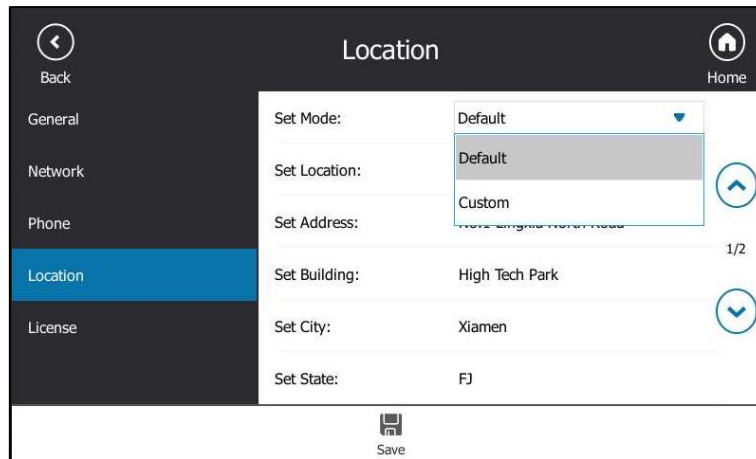 Location
Back
Home
General
Network
Phone
Location
License
Set Mode:
Default
Default
Custom
Set Location:
Set Address:
Set Building:
High Tech Park
Set City:
Xiamen
Set State:
FJ
1/2
Save